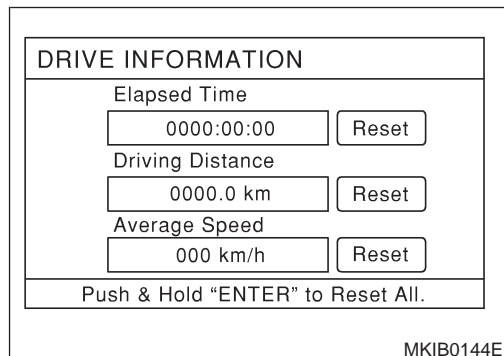 DRIVE INFORMATION
Elapsed Time
0000:00:00 Reset
Driving Distance
0000.0 km Reset
Average Speed
000 km/h Reset
Push & Hold “ENTER” to Reset All.
MKIB0144E